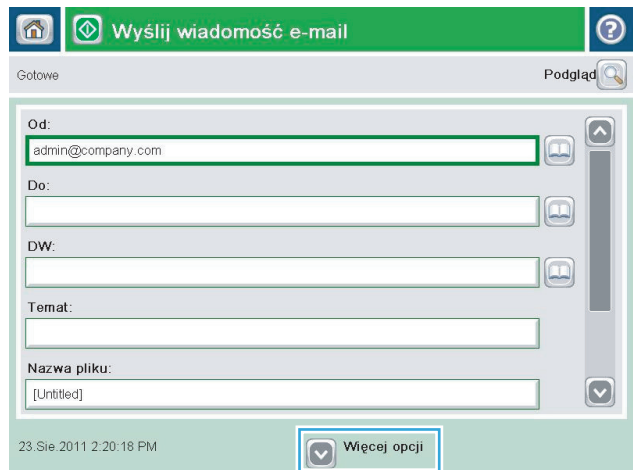 Wyślij wiadomość e-mail
?
Gotowe
Podgląd
Od:
admin@company.com
Do:
DW:
Temat:
Nazwa pliku:
[Untitled]
23.Sie.2011 2:20:18 PM
Więcej opcji